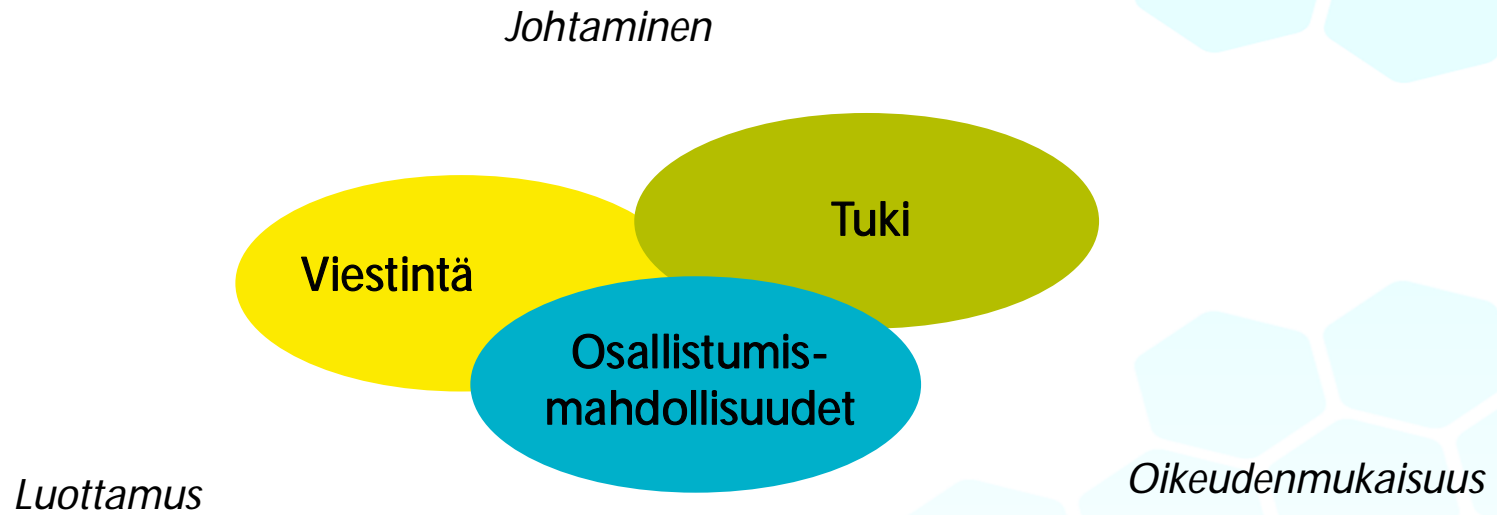 Johtaminen
Tuki
Viestintä
Osallistumis-
mahdollisuudet
Luottamus
Oikeudenmukaisuus